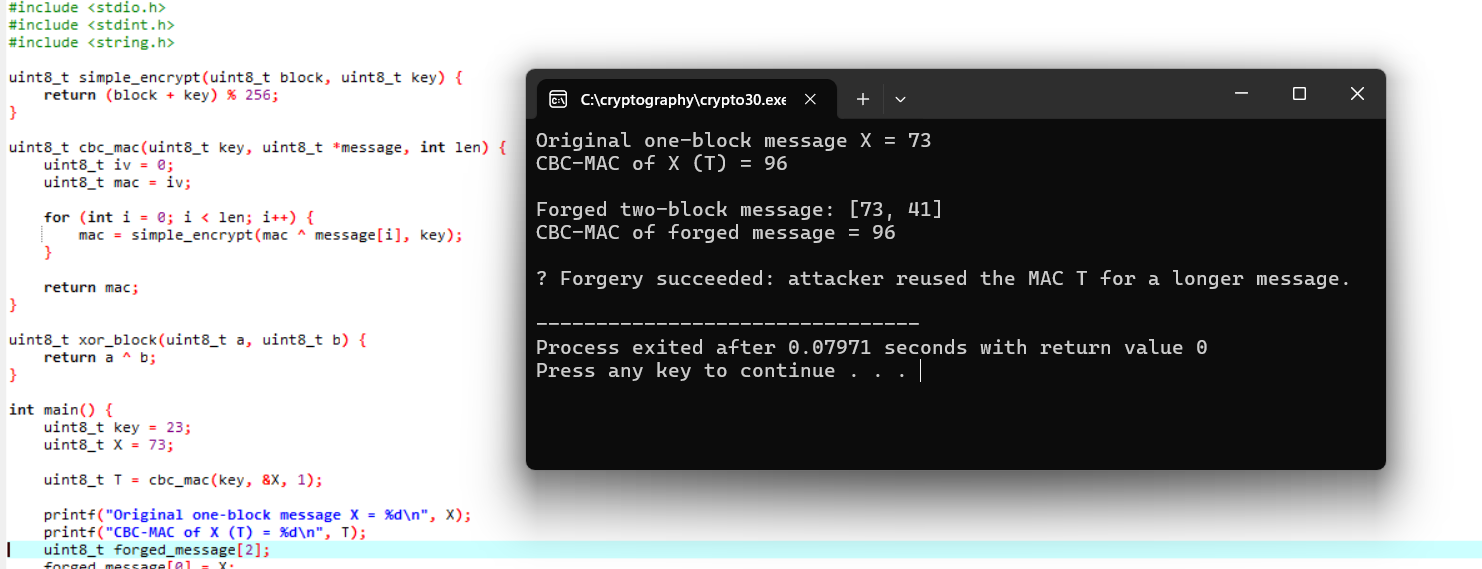 #include <stdio.h>
#include <stdint.h>
#include <string.h>
uint8_t simple_encrypt(uint8_t block, uint8_t key) {
    return (block + key) % 256;
}
uint8_t cbc_mac(uint8_t key, uint8_t *message, int len) {
    uint8_t iv = 0;
    uint8_t mac = iv;
    for (int i = 0; i < len; i++) {
        mac = simple_encrypt(mac ^ message[i], key);
    }
    return mac;
}
uint8_t xor_block(uint8_t a, uint8_t b) {
    return a ^ b;
}
int main() {
    uint8_t key = 23;
    uint8_t X = 73;
    uint8_t T = cbc_mac(key, &X, 1);
    printf("Original one-block message X = %d\n", X);
    printf("CBC-MAC of X (T) = %d\n", T);
    uint8_t forged_message[2];
    forged_message[0] = X;
C:\cryptography\crypto30.exe
Original one-block message X = 73
CBC-MAC of X (T) = 96
Forged two-block message: [73, 41]
CBC-MAC of forged message = 96
? Forgery succeeded: attacker reused the MAC T for a longer message.
--------------------------------
Process exited after 0.07971 seconds with return value 0
Press any key to continue . . .